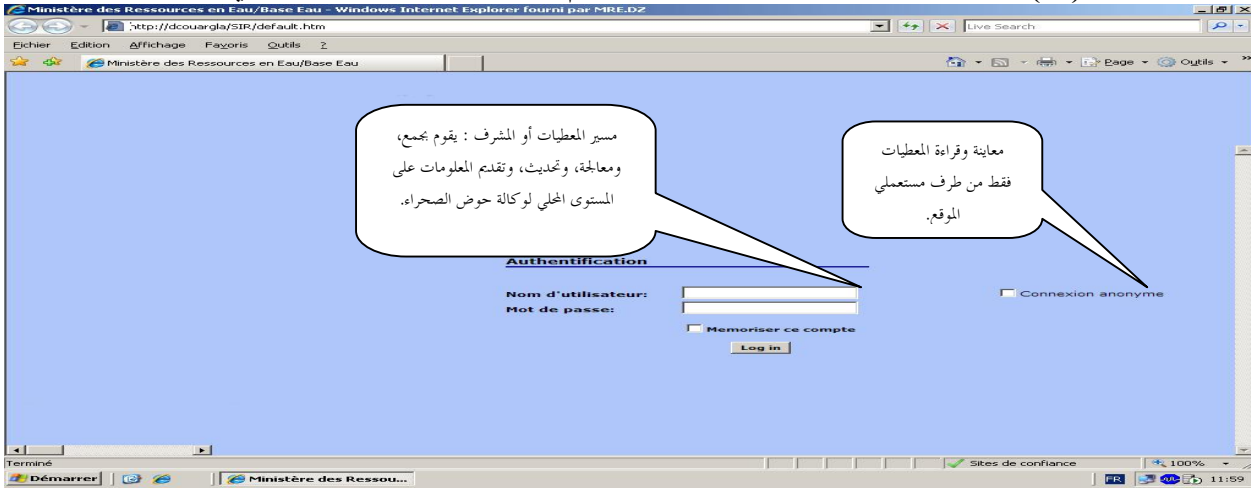 Ministère des Ressources en Eau/Base Eau - Windows Internet Explorer fourni par MRE.DZ
http://dcouargla/SIR/default.htm
Live Search
Eichier Edition Affichage Favoris Outils ?
Ministère des Ressources en Eau/Base Eau
Page Outils »
مسير المعطيات أو المشرف : يقوم بجمع،
ومعالجة، وتحديث، وتقديم المعلومات على
المستوى المحلي لوكالة حوض الصحراء.
معاينة وقراءة المعطيات
فقط من طرف مستعملي
الموقع.
Authentification
Nom d'utilisateur:
Connexion anonyme
Mot de passe:
Memoriser ce compte
Log in
Terminé
Sites de confiance
100%
Démarrer
Ministère des Ressou...
FR
11:59